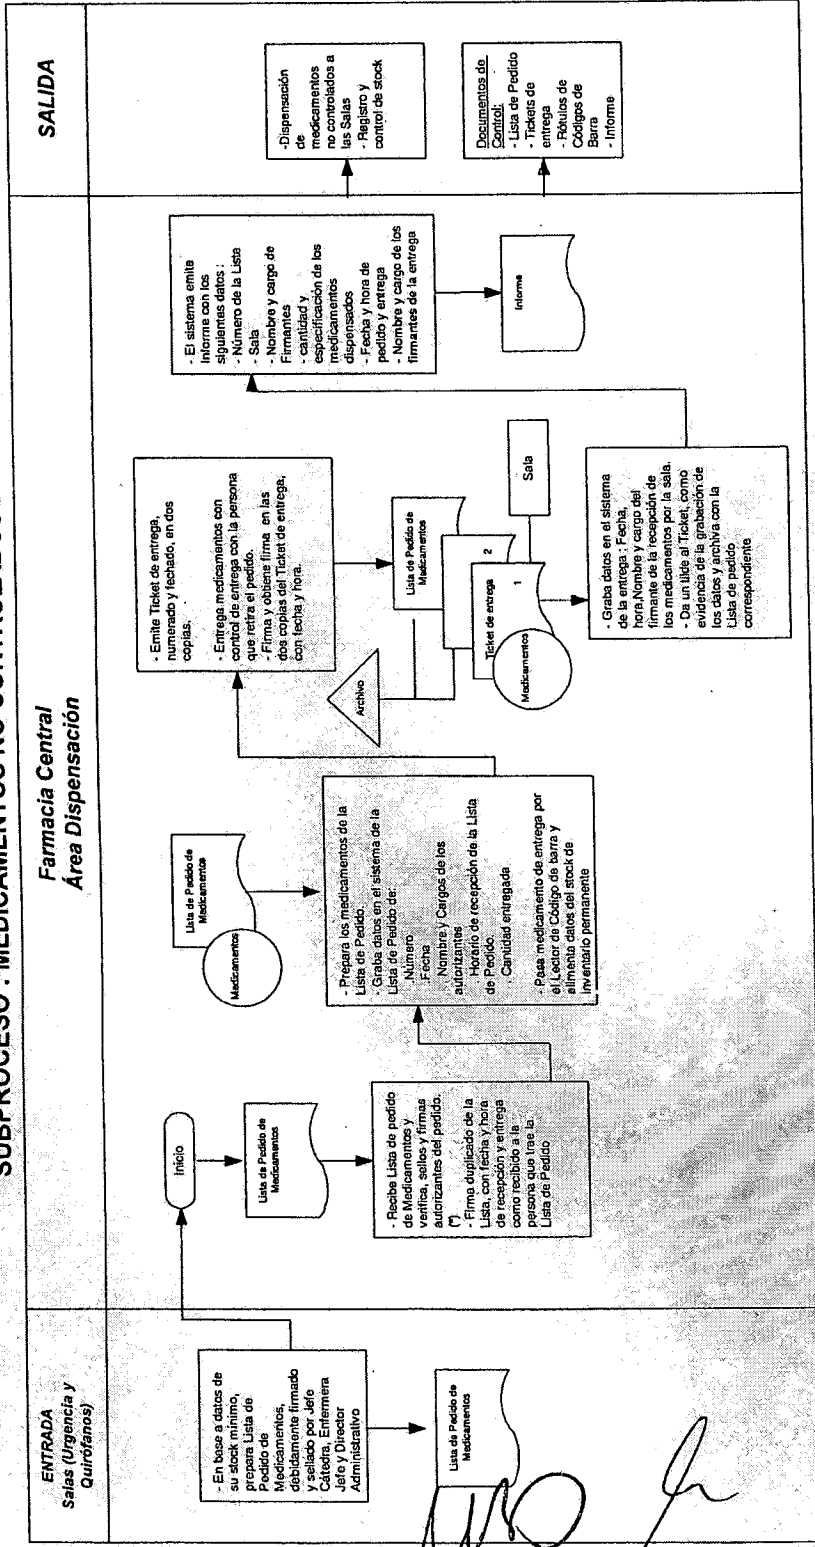 SUBPROCESO : MEDICAMENTOS NO CONTROLADOS
ENTRADA
Salas (Urgencia y
Quirófanos)
Farmacia Central
Área Dispensación
SALIDA
- En base a datos de
su stock mínimo,
prepara Lista de
Pedido de
Medicamentos,
debidamente firmado
y sellado por Jefe
Cátedra, Enfermera
Jefe y Director
Administrativo
Lista de Pedido de
Medicamentos
Inicio
Lista de Pedido de
Medicamentos
- Recibe Lista de pedido
de Medicamentos y
verifica, sellos y firmas
autorizantes del pedido.
(*)
- Firma duplicado de la
Lista, con fecha y hora
de recepción y entrega
como recibido a la
persona que trae la
Lista de Pedido
Lista de Pedido de
Medicamentos
Medicamentos
- Prepara los medicamentos de la
Lista de Pedido.
- Graba datos en el sistema de la
Lista de Pedido de:
.Número
.Fecha
. Nombre y Cargos de los
autorizantes
. Horario de recepción de la Lista
de Pedido.
. Cantidad entregada
- Pasa medicamento de entrega por
el Lector de Código de barra y
alimenta datos del stock de
inventario permanente
- Emite Ticket de entrega,
numerado y fechado, en dos
copias.
- Entrega medicamentos con
control de entrega con la persona
que retira el pedido.
- Firma y obtiene firma en las
dos copias del Ticket de entrega,
con fecha y hora.
Archivo
Lista de Pedido de
Medicamentos
2
Ticket de entrega
1
Medicamentos
Sala
- Graba datos en el sistema
de la entrega ; Fecha,
hora,Nombre y cargo del
firmante de la recepción de
los medicamentos por la sala.
- Da un tilde al Ticket, como
evidencia de la grabación de
los datos y archiva con la
Lista de pedido
correspondiente
- El sistema emite
Informe con los
siguientes datos :
- Número de la Lista
- Sala
- Nombre y cargo de
Firmantes
- cantidad y
especificación de los
medicamentos
dispensados
- Fecha y hora de
pedido y entrega
- Nombre y cargo de los
firmantes de la entrega
Informe
-Dispensación
de
medicamentos
no controlados a
las Salas
- Registro y
control de stock
Documentos de
Control:
- Lista de Pedido
- Tickets de
entrega
- Rótulos de
Códigos de
Barra
- Informe